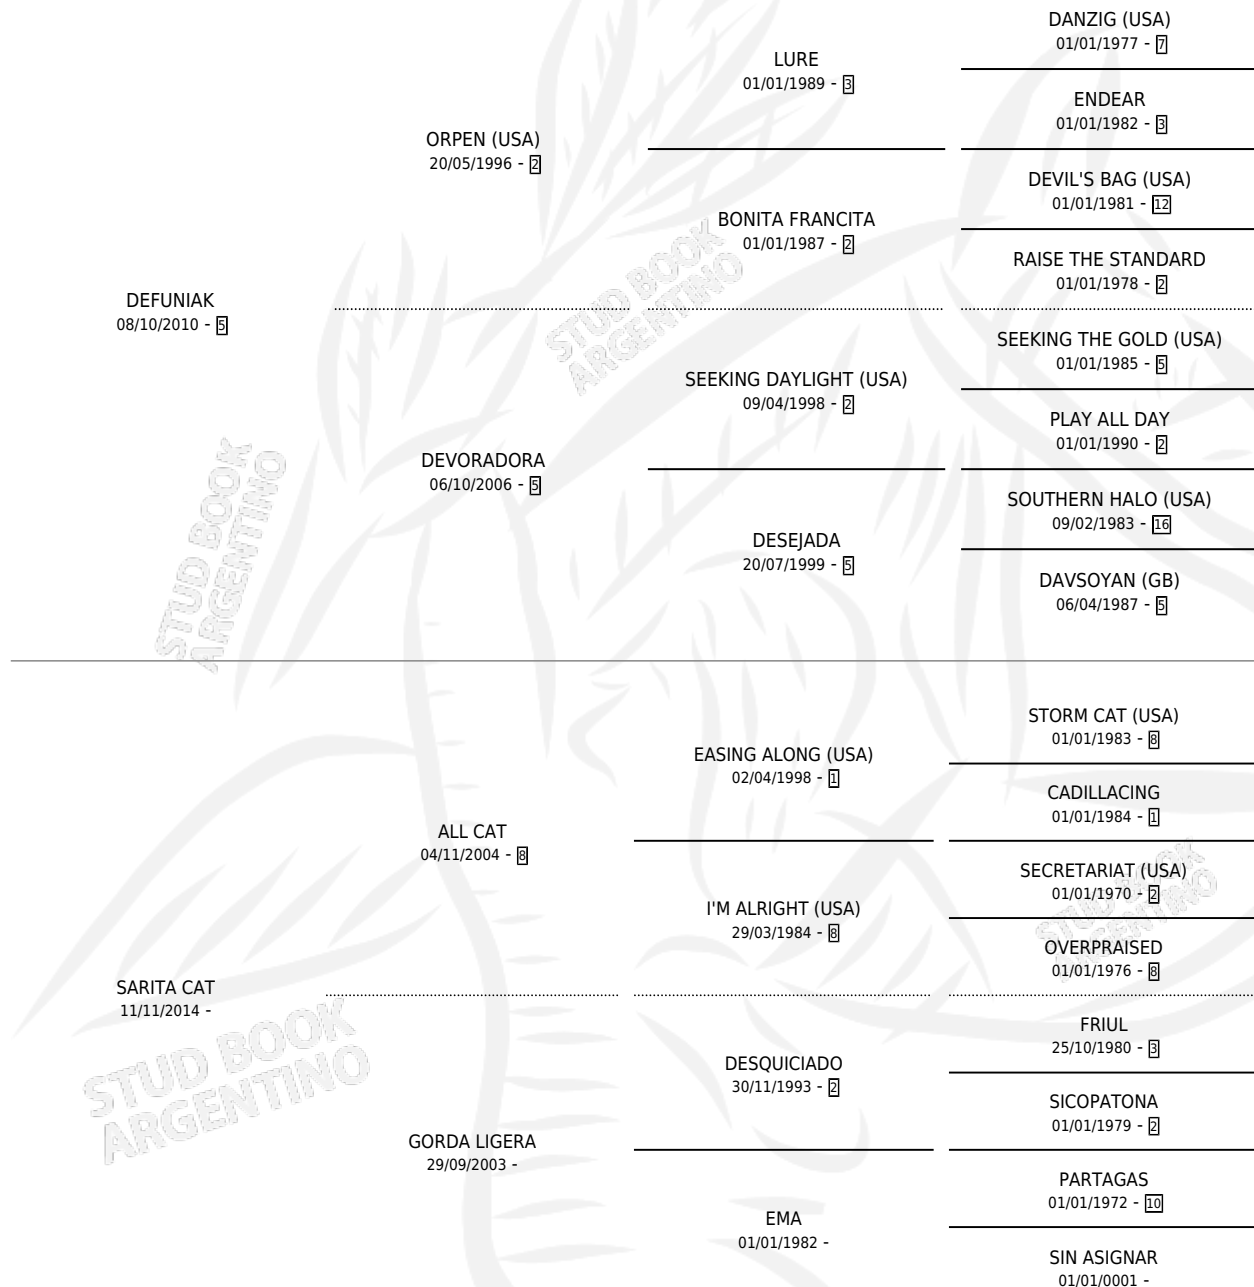 DEFUNIAK
08/10/2010 - 5
ORPEN (USA)
20/05/1996 - 2
DEVORADORA
06/10/2006 - 5
LURE
01/01/1989 - 3
BONITA FRANCITA
01/01/1987 - 2
SEEKING DAYLIGHT (USA)
09/04/1998 - 2
DESEJADA
20/07/1999 - 5
DANZIG (USA)
01/01/1977 - 7
ENDEAR
01/01/1982 - 3
DEVIL'S BAG (USA)
01/01/1981 - 12
RAISE THE STANDARD
01/01/1978 - 2
SEEKING THE GOLD (USA)
01/01/1985 - 5
PLAY ALL DAY
01/01/1990 - 2
SOUTHERN HALO (USA)
09/02/1983 - 16
DAVSOYAN (GB)
06/04/1987 - 5
STUD BOOK
ARGENTINO
STUD BOOK
ARGENTINO
SARITA CAT
11/11/2014 -
ALL CAT
04/11/2004 - 8
GORDA LIGERA
29/09/2003 -
EASING ALONG (USA)
02/04/1998 - 1
I'M ALRIGHT (USA)
29/03/1984 - 8
DESQUICIADO
30/11/1993 - 2
EMA
01/01/1982 -
STORM CAT (USA)
01/01/1983 - 8
CADILLACING
01/01/1984 - 1
SECRETARIAT (USA)
01/01/1970 - 2
OVERPRAISED
01/01/1976 - 8
FRIUL
25/10/1980 - 3
SICOPATONA
01/01/1979 - 2
PARTAGAS
01/01/1972 - 10
SIN ASIGNAR
01/01/0001 -
STUD BOOK
ARGENTINO
STUD BOOK
ARGENTINO